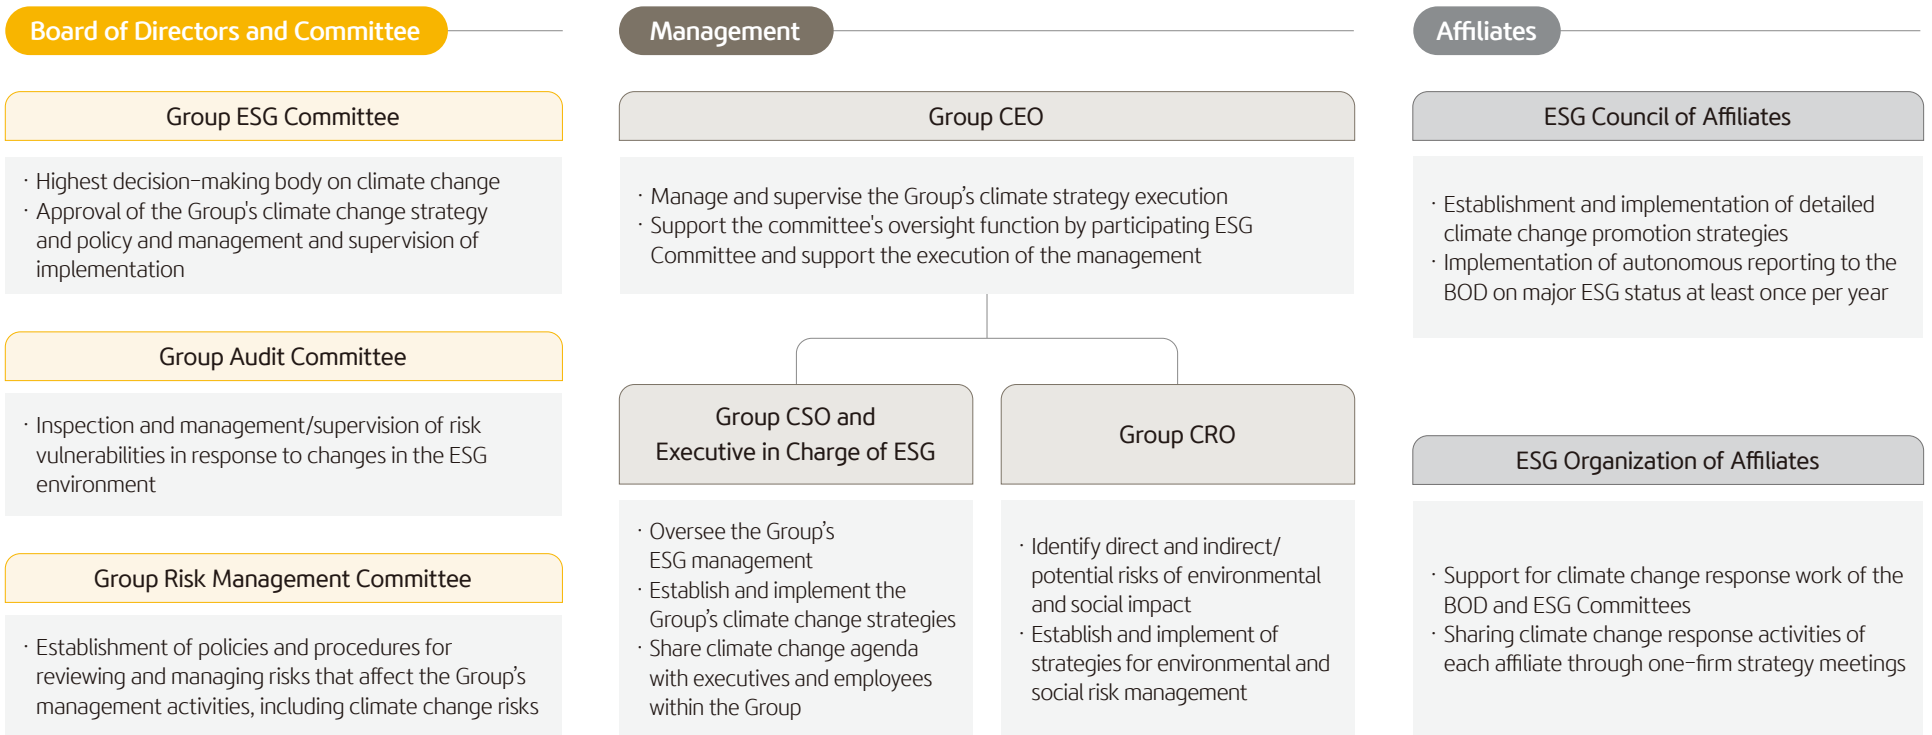 Board of Directors and Committee
Group ESG Committee
· Highest decision-making body on climate change
· Approval of the Group's climate change strategy
and policy and management and supervision of
implementation
Group Audit Committee
· Inspection and management/supervision of risk
vulnerabilities in response to changes in the ESG
environment
Group Risk Management Committee
· Establishment of policies and procedures for
reviewing and managing risks that affect the Group's
management activities, including climate change risks
Management
Group CEO
· Manage and supervise the Group's climate strategy execution
· Support the committee's oversight function by participating ESG
Committee and support the execution of the management
Group CSO and
Executive in Charge of ESG
· Oversee the Group's
ESG management
· Establish and implement the
Group's climate change strategies
· Share climate change agenda
with executives and employees
within the Group
Group CRO
· Identify direct and indirect/
potential risks of environmental
and social impact
· Establish and implement of
strategies for environmental and
social risk management
Affiliates
ESG Council of Affiliates
· Establishment and implementation of detailed
climate change promotion strategies
· Implementation of autonomous reporting to the
BOD on major ESG status at least once per year
ESG Organization of Affiliates
· Support for climate change response work of the
BOD and ESG Committees
· Sharing climate change response activities of
each affiliate through one-firm strategy meetings